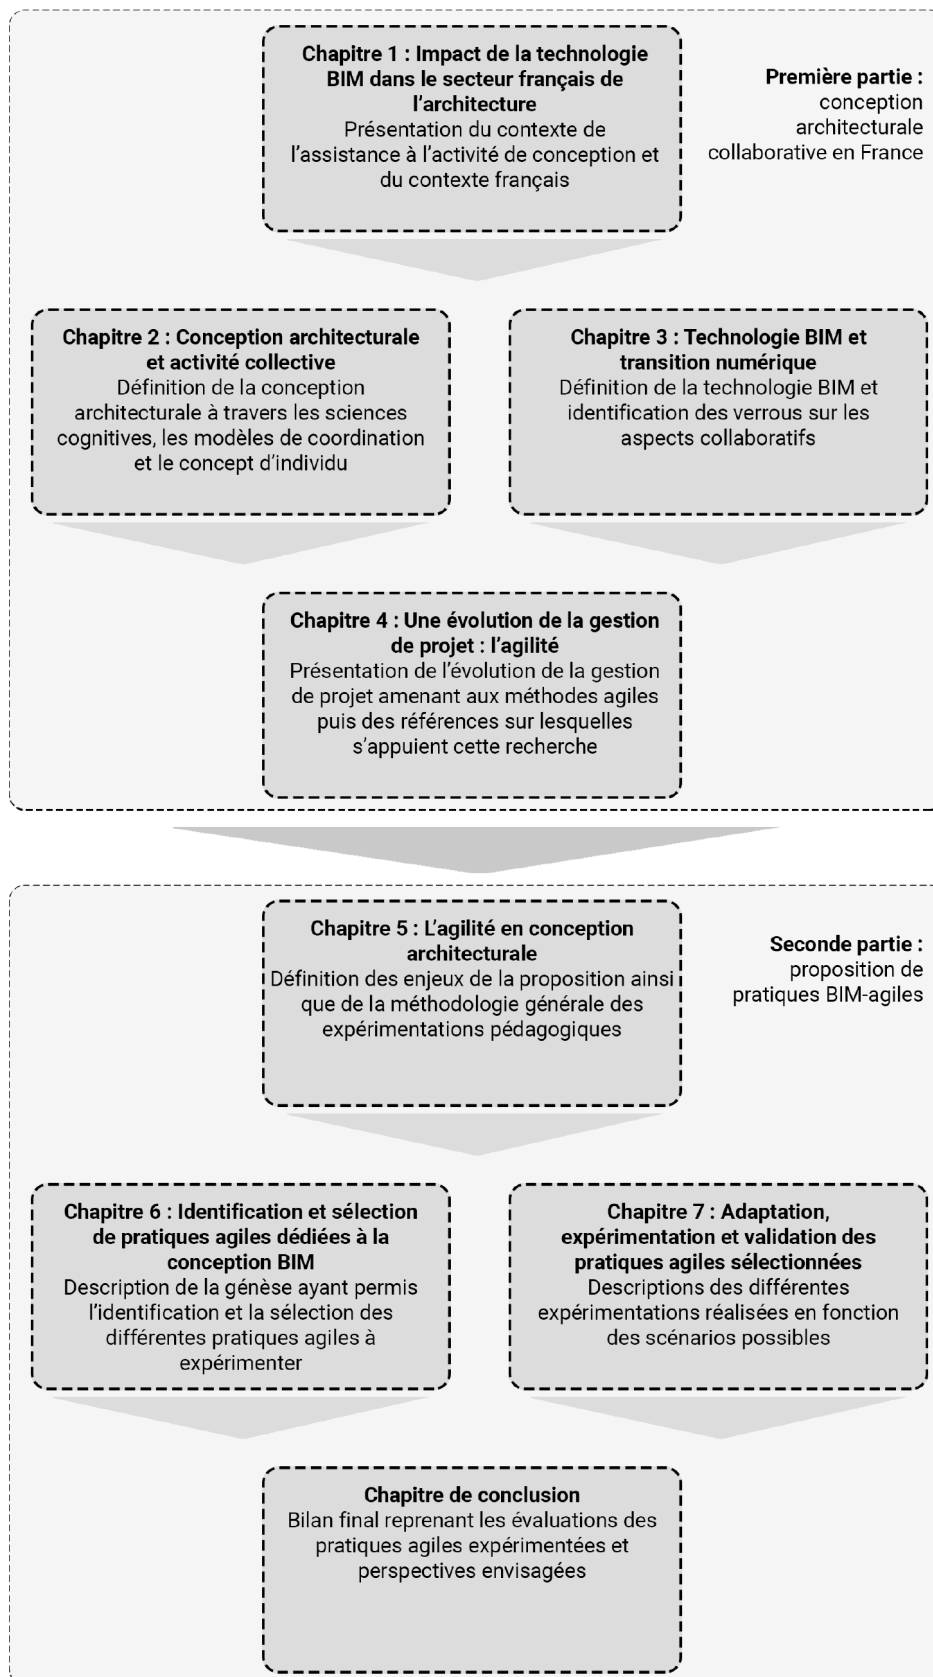 Chapitre 1 : Impact de la technologie
BIM dans le secteur français de
l’architecture
Présentation du contexte de
l’assistance à l’activité de conception et
du contexte français
Première partie :
conception
architecturale
collaborative en France
Chapitre 2 : Conception architecturale
et activité collective
Définition de la conception
architecturale à travers les sciences
cognitives, les modèles de coordination
et le concept d’individu
Chapitre 3 : Technologie BIM et
transition numérique
Définition de la technologie BIM et
identification des verrous sur les
aspects collaboratifs
Chapitre 4 : Une évolution de la gestion
de projet : l’agilité
Présentation de l’évolution de la gestion
de projet amenant aux méthodes agiles
puis des références sur lesquelles
s’appuient cette recherche
Chapitre 5 : L’agilité en conception
architecturale
Définition des enjeux de la proposition ainsi
que de la méthodologie générale des
expérimentations pédagogiques
Seconde partie :
proposition de
pratiques BIM-agiles
Chapitre 6 : Identification et sélection
de pratiques agiles dédiées à la
conception BIM
Description de la génèse ayant permis
l’identification et la sélection des
différentes pratiques agiles à
expérimenter
Chapitre 7 : Adaptation,
expérimentation et validation des
pratiques agiles sélectionnées
Descriptions des différentes
expérimentations réalisées en fonction
des scénarios possibles
Chapitre de conclusion
Bilan final reprenant les évaluations des
pratiques agiles expérimentées et
perspectives envisagées